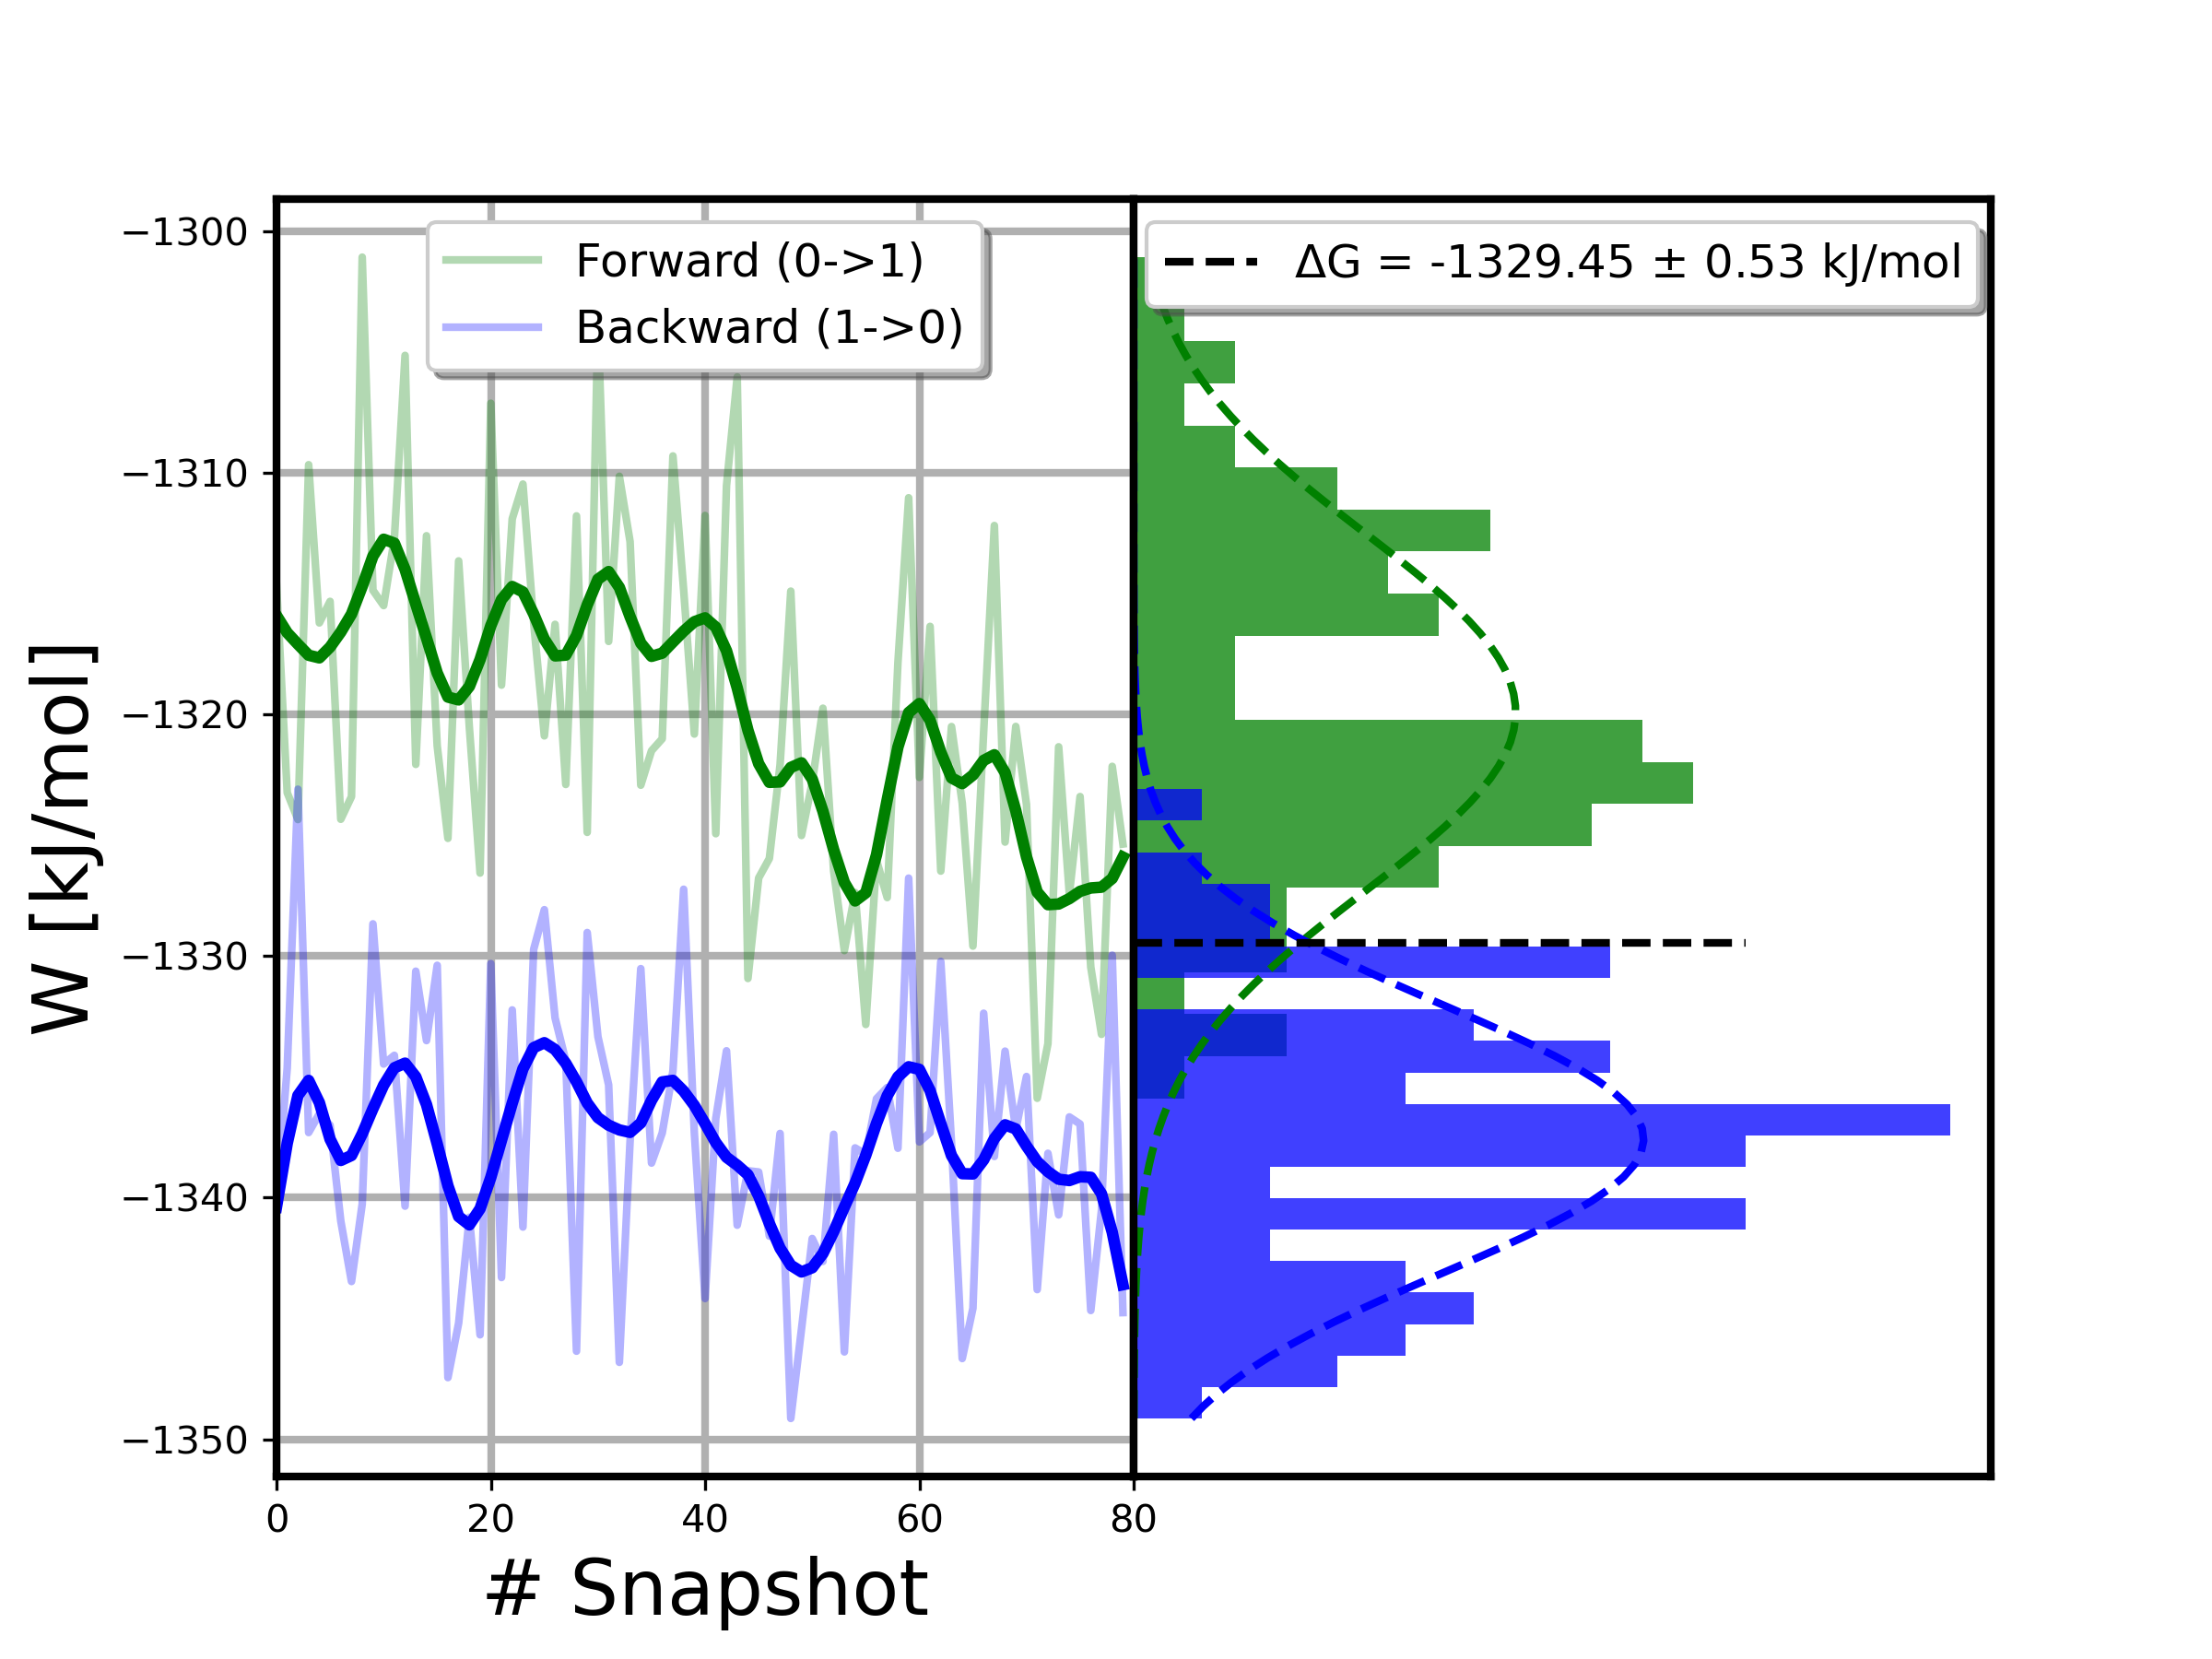 Forward (0->1)
Backward (1->0)
ΔG = -1329.45 ± 0.53 kJ/mol
W [kJ/mol]
−1300
−1310
−1320
−1330
−1340
−1350
0 20 40 60 80
# Snapshot